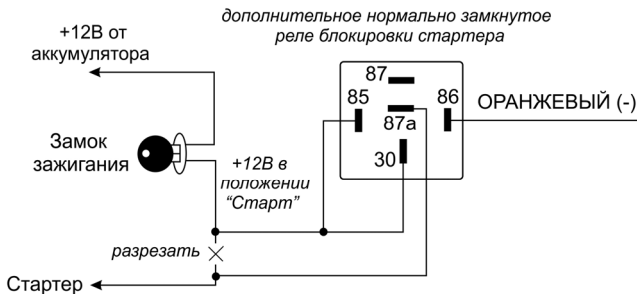 дополнительное нормально замкнутое
реле блокировки стартера
+12В от
аккумулятора
87
85
86
87а
30
ОРАНЖЕВЫЙ (-)
Замок
зажигания
+12В в
положении
“Старт”
разрезать
Стартер